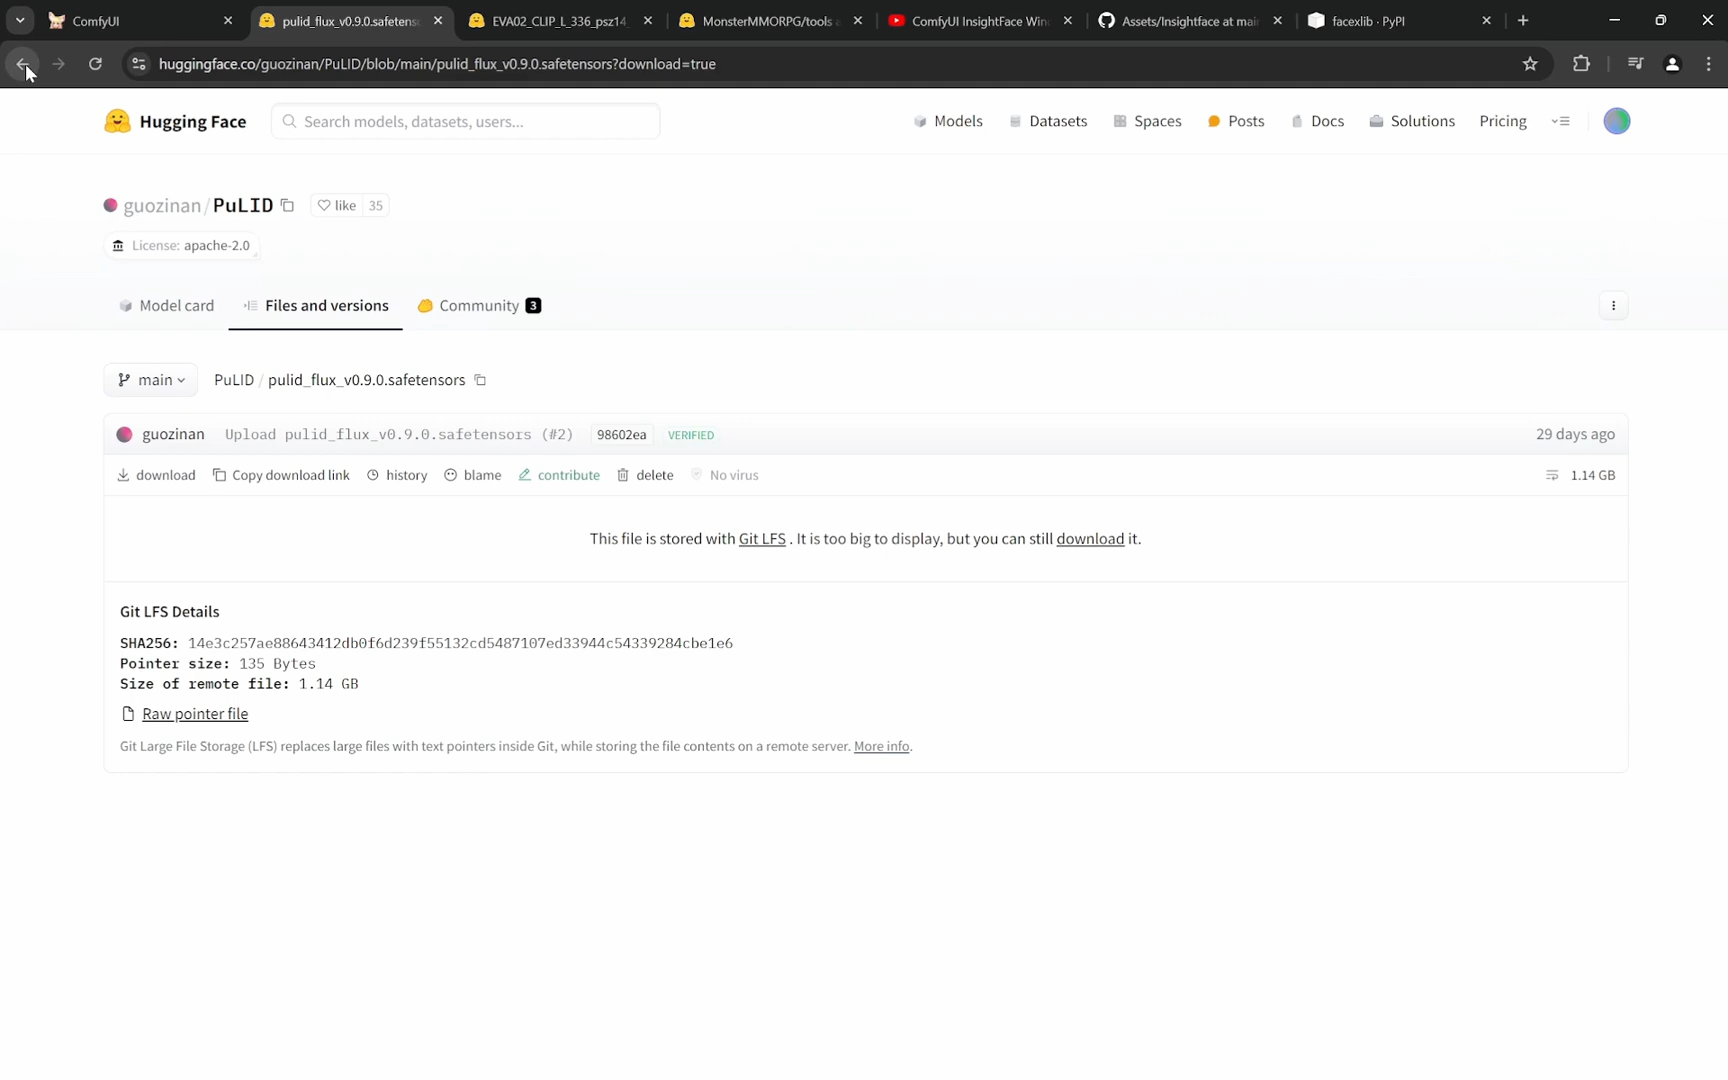 ComfyUI
pulid_flux_v0.9.0.safetens
EVA02_CLIP_L_336_psz14
MonsterMMORPG/tools
ComfyUI InsightFace Win
Assets/Insightface at mai
facexlib · PyPI
huggingface.co/guozinan/PuLID/blob/main/pulid_flux_v0.9.0.safetensors?download=true
Hugging Face
Search models, datasets, users...
Models
Datasets
Spaces
Posts
Docs
Solutions
Pricing
guozinan/PuLID
like 35
License: apache-2.0
Model card
Files and versions
Community 3
main
PuLID / pulid_flux_v0.9.0.safetensors
guozinan Upload pulid_flux_v0.9.0.safetensors (#2) 98602ea VERIFIED 29 days ago
download Copy download link history blame contribute delete No virus 1.14 GB
This file is stored with Git LFS . It is too big to display, but you can still download it.
Git LFS Details
SHA256: 14e3c257ae88643412db0f6d239f55132cd5487107ed33944c54339284cbe1e6
Pointer size: 135 Bytes
Size of remote file: 1.14 GB
Raw pointer file
Git Large File Storage (LFS) replaces large files with text pointers inside Git, while storing the file contents on a remote server. More info.